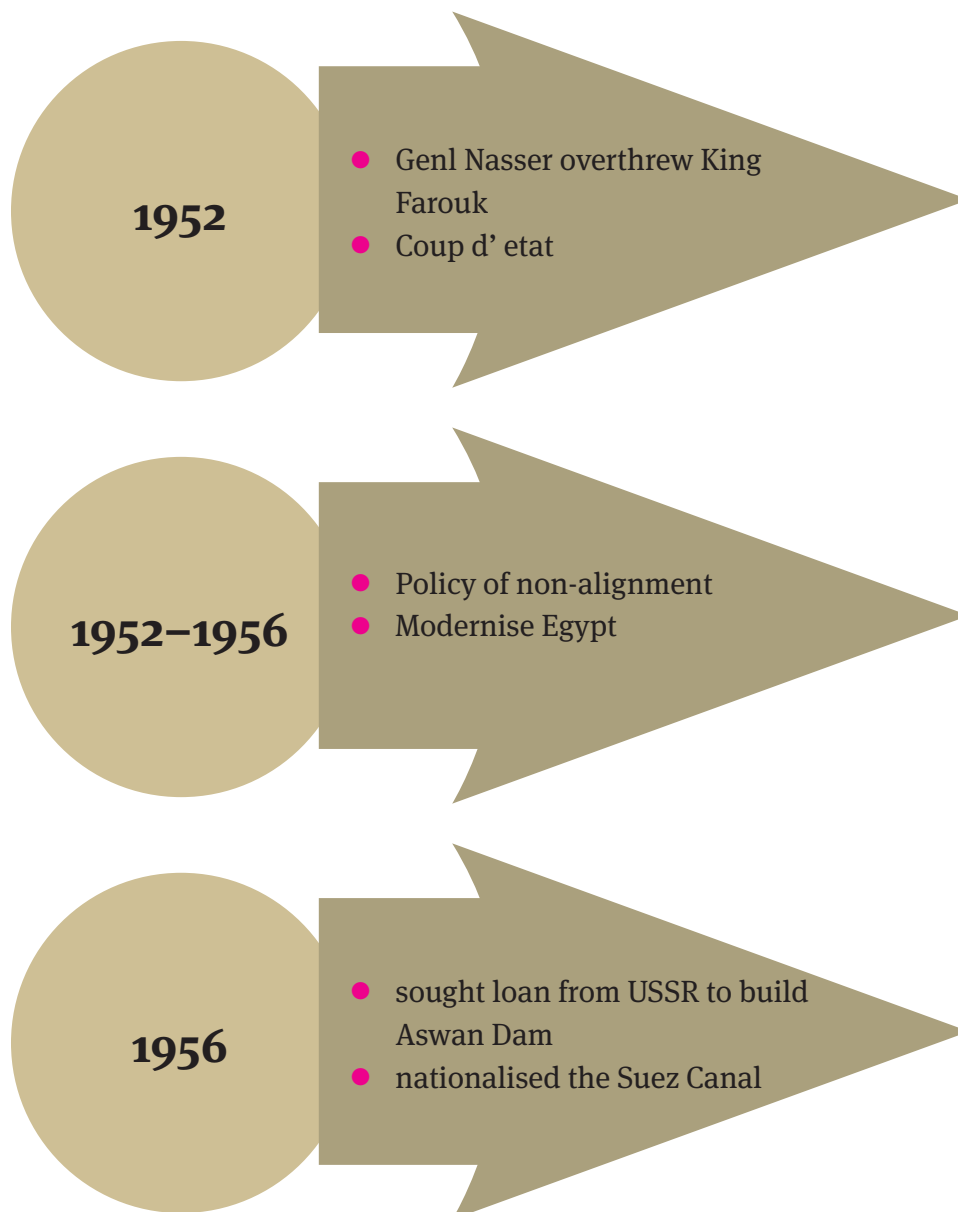 1952
● Genl Nasser overthrew King
Farouk
● Coup d’ etat
1952–1956
● Policy of non-alignment
● Modernise Egypt
1956
● sought loan from USSR to build
Aswan Dam
● nationalised the Suez Canal